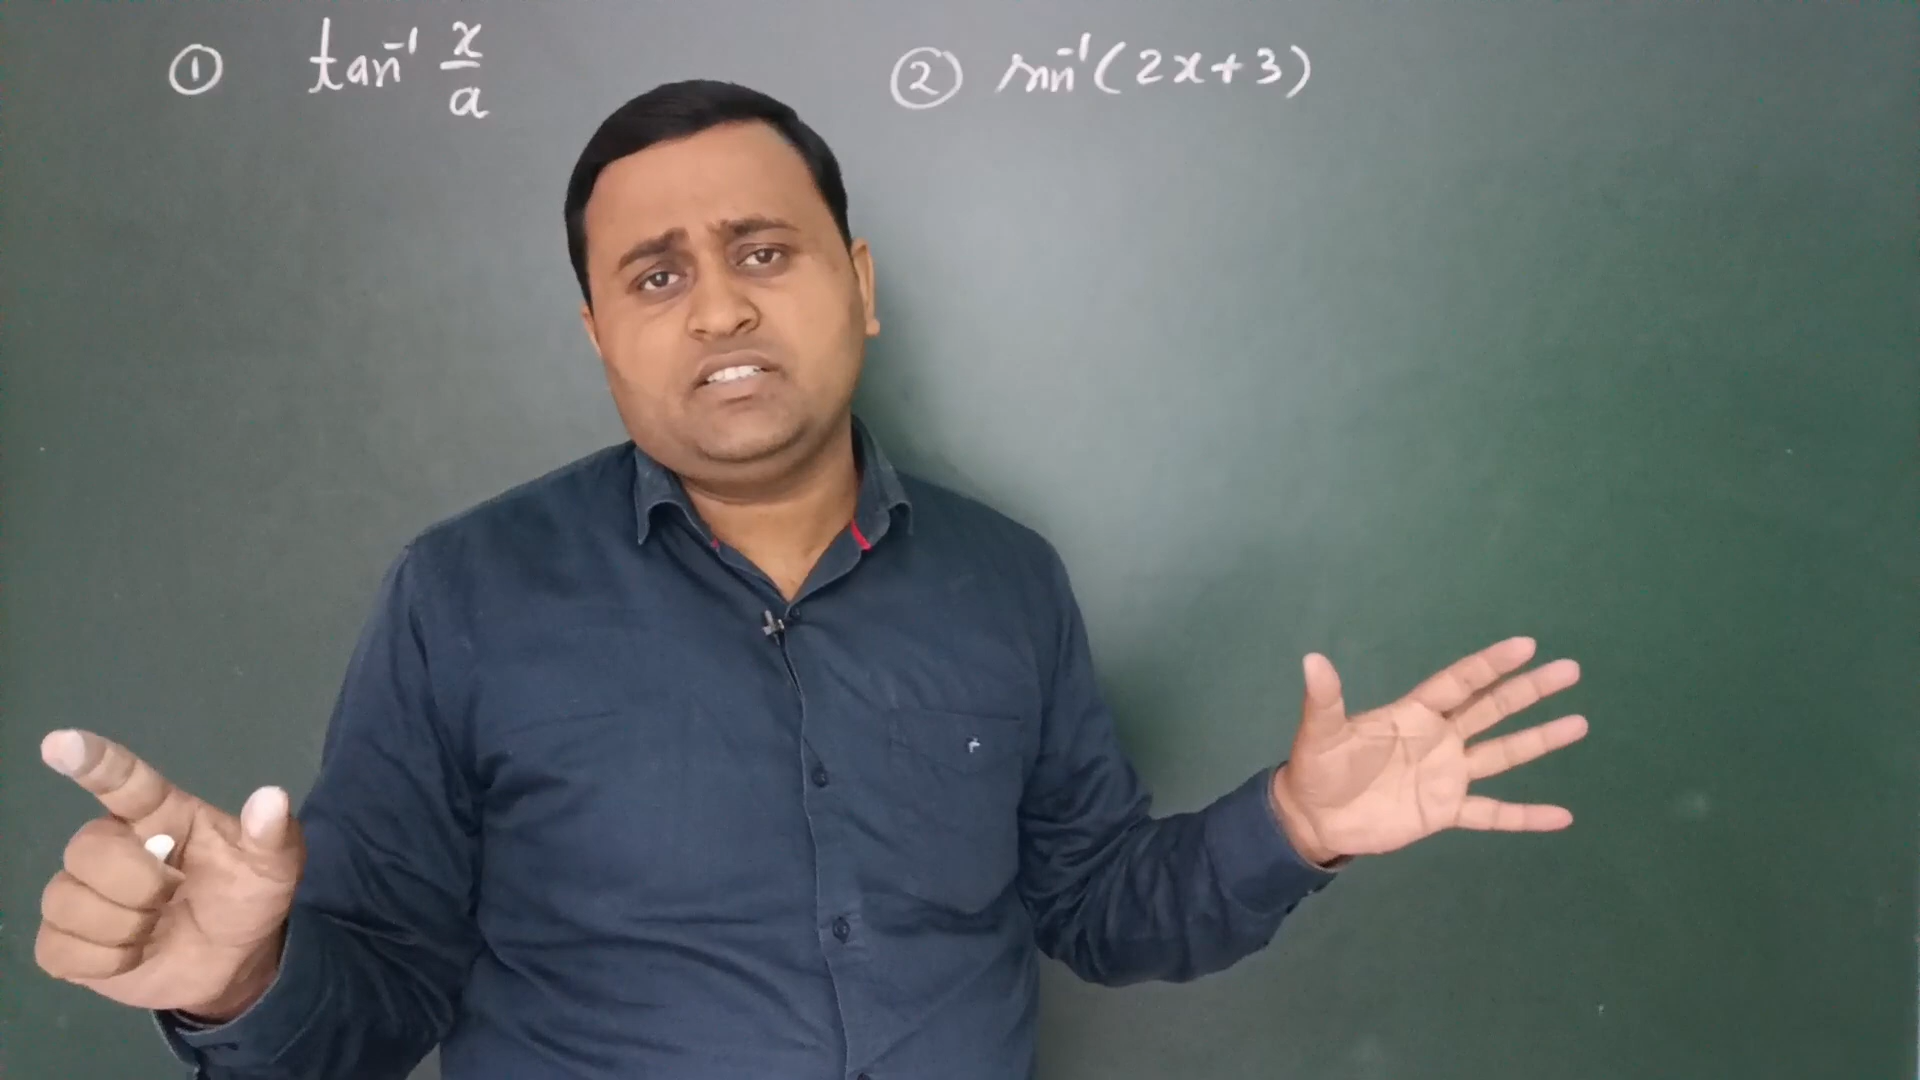 ① tan⁻¹ x/a
② sin⁻¹(2x+3)